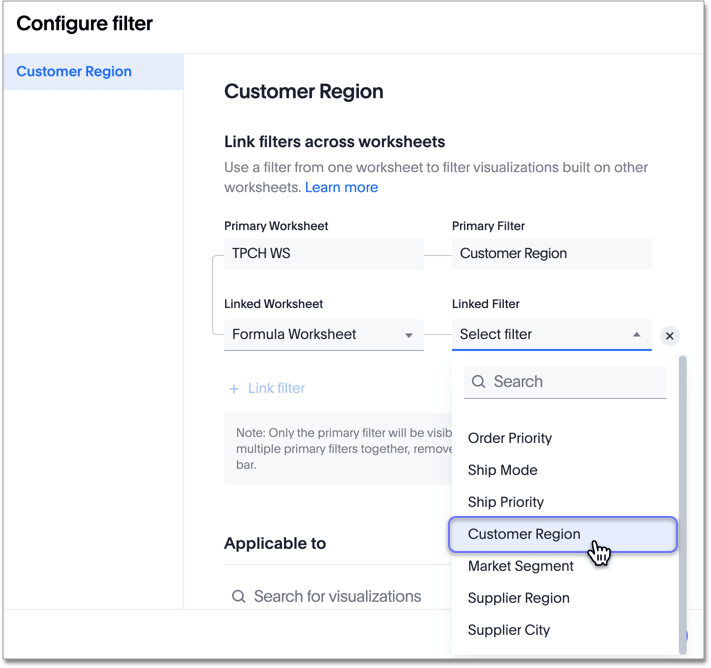 Configure filter
Customer Region
Customer Region
Link filters across worksheets
Use a filter from one worksheet to filter visualizations built on other
worksheets. Learn more
Primary Worksheet
Primary Filter
TPCH WS
Customer Region
Linked Worksheet
Linked Filter
Formula Worksheet
Select filter
Search
+ Link filter
Order Priority
Note: Only the primary filter will be
multiple primary filters together, remove
bar.
Ship Mode
Ship Priority
Customer Region
Applicable to
Market Segment
Search for visualizations
Supplier Region
Supplier City